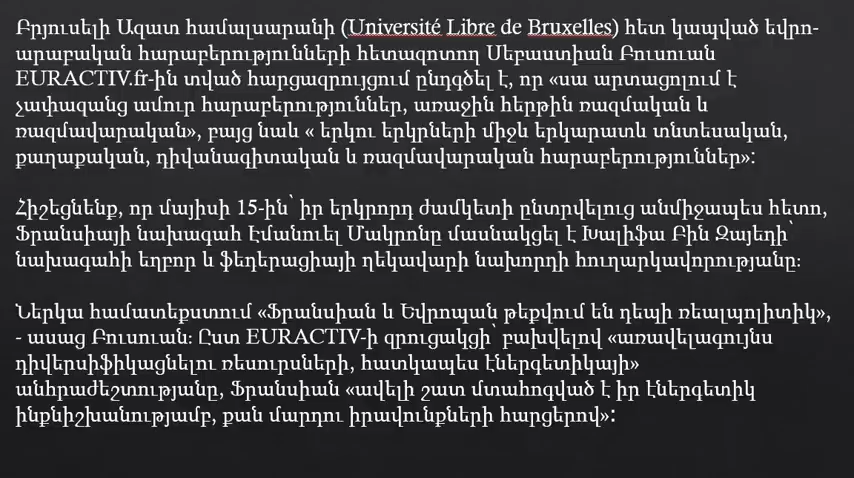 Բրյուսելի Ազատ համալսարանի (Université Libre de Bruxelles) հետ կապված եվրո-
արաբական հարաբերությունների հետազոտող Սեբաստիան Բուսուան
EURACTIV.fr-ին տված հարցազրույցում ընդգծել է, որ «սա արտացոլում է
չափազանց ամուր հարաբերություններ, առաջին հերթին ռազմական և
ռազմավարական», բայց նաև « երկու երկրների միջև երկարատև տնտեսական,
քաղաքական, դիվանագիտական և ռազմավարական հարաբերություններ»:
Հիշեցնենք, որ մայիսի 15-ին՝ իր երկրորդ ժամկետի ընտրվելուց անմիջապես հետո,
Ֆրանսիայի նախագահ Էմանուել Մակրոնը մասնակցել է Խալիֆա Բին Զայեդի՝
նախագահի եղբոր և ֆեդերացիայի ղեկավարի նախորդի հուղարկավորությանը։
Ներկա համատեքստում «Ֆրանսիան և Եվրոպան թեքվում են դեպի ռեալպոլիտիկ»,
- ասաց Բուսուան։ Ըստ EURACTIV-ի զրուցակցի՝ բախվելով «առավելագույնս
դիվերսիֆիկացնելու ռեսուրսների, հատկապես էներգետիկայի»
անհրաժեշտությանը, Ֆրանսիան «ավելի շատ մտահոգված է իր էներգետիկ
ինքնիշխանությամբ, քան մարդու իրավունքների հարցերով»: